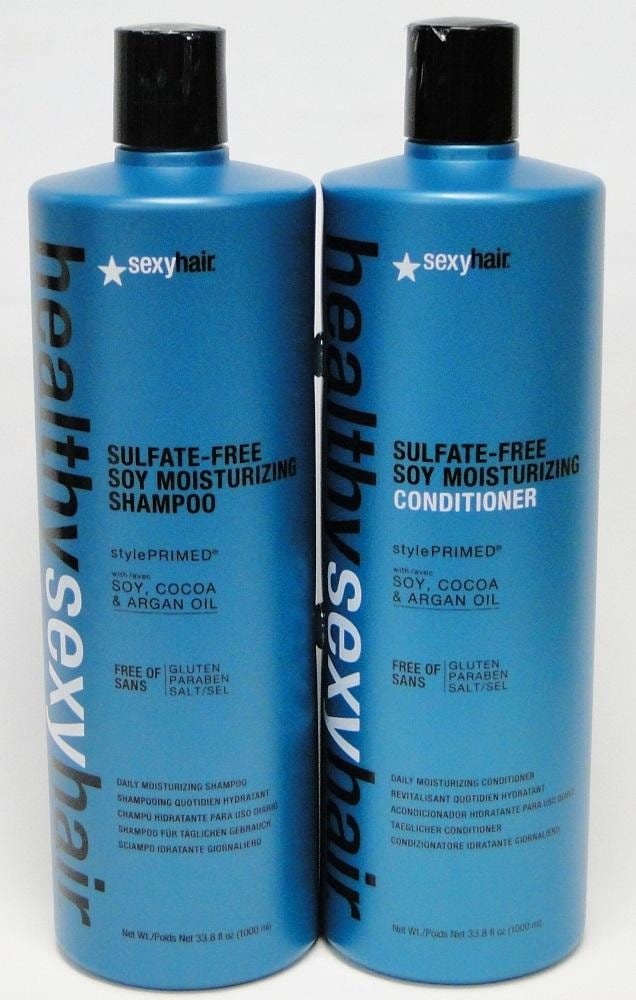 healthysexyhair
sexyhair.
SULFATE-FREE
SOY MOISTURIZING
SHAMPOO
stylePRIMED®
with/avec
SOY, COCOA
& ARGAN OIL
FREE OF
SANS
GLUTEN
PARABEN
SALT/SEL
DAILY MOISTURIZING SHAMPOO
SHAMPOOING QUOTIDIEN HYDRATANT
CHAMPÚ HIDRATANTE PARA USO DIARIO
SHAMPOO FÜR TÄGLICHEN GEBRAUCH
SCIAMPO IDRATANTE GIORNALIERO
Net Wt./Poids Net 33.8 fl oz (1000 ml)
healthysexyhair
sexyhair.
SULFATE-FREE
SOY MOISTURIZING
CONDITIONER
stylePRIMED®
with/avec
SOY, COCOA
& ARGAN OIL
FREE OF
SANS
GLUTEN
PARABEN
SALT/SEL
DAILY MOISTURIZING CONDITIONER
REVITALISANT QUOTIDIEN HYDRATANT
ACONDICIONADOR HIDRATANTE PARA USO DIARIO
TAEGLICHER CONDITIONER
CONDIZIONATORE IDRATANTE GIORNALIERO
Net Wt./Poids Net 33.8 fl oz (1000 ml)